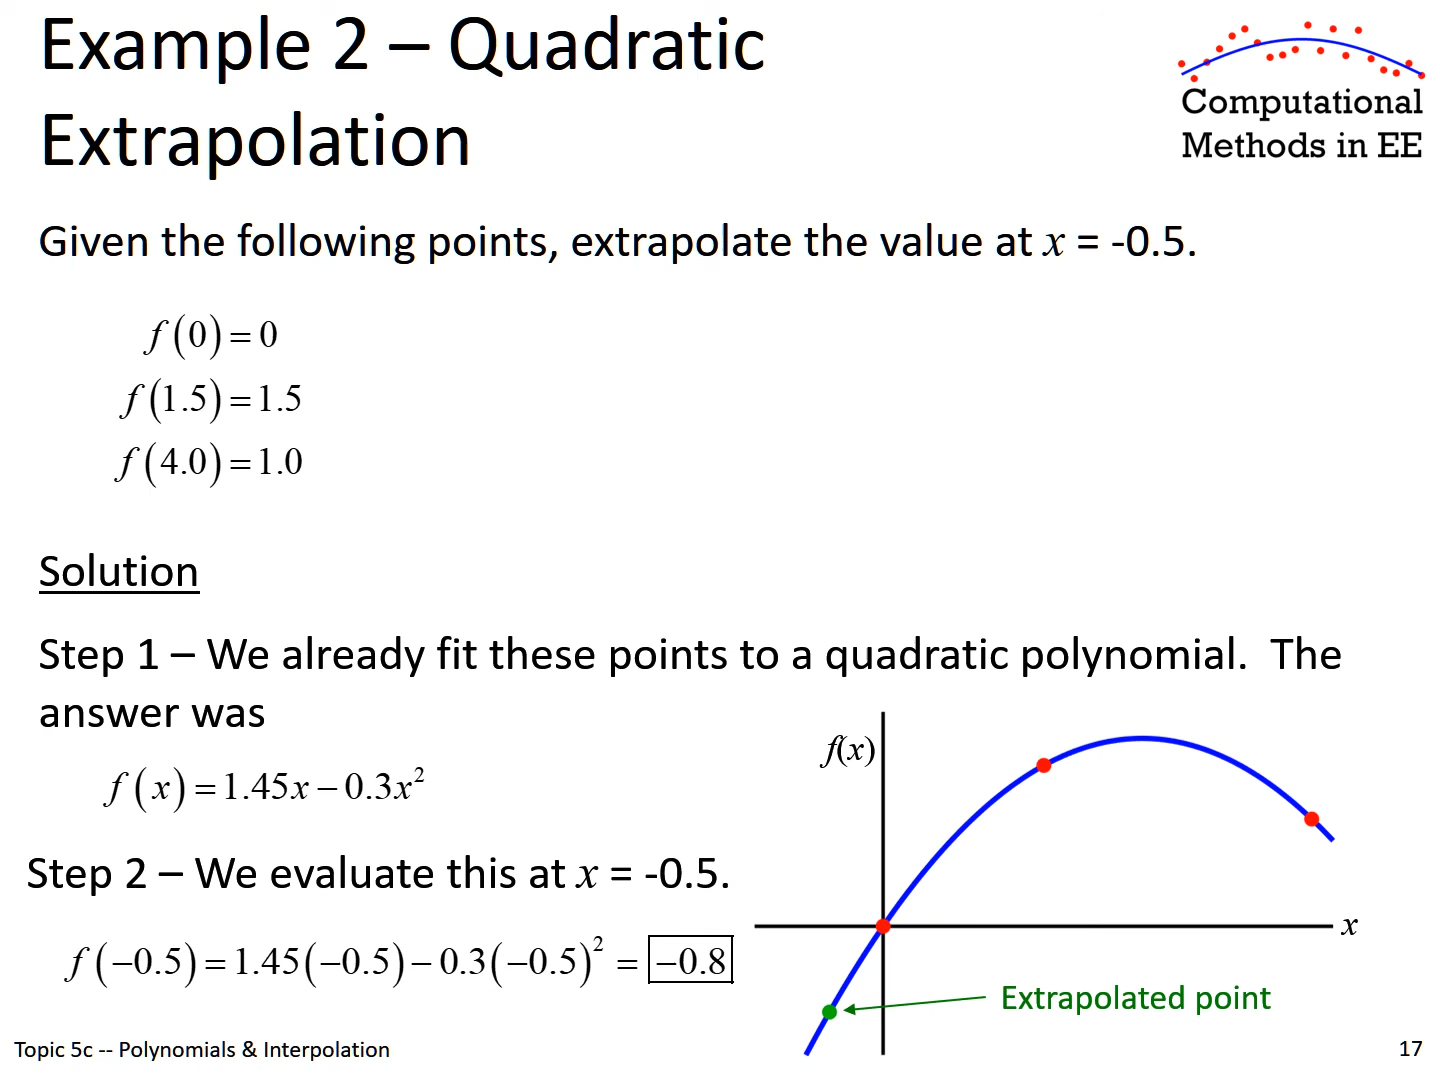 Example 2 – Quadratic
Extrapolation
Computational
Methods in EE
Given the following points, extrapolate the value at x = -0.5.
f(0) = 0
f(1.5) = 1.5
f(4.0) = 1.0
Solution
Step 1 – We already fit these points to a quadratic polynomial. The
answer was
f(x) = 1.45x − 0.3x²
Step 2 – We evaluate this at x = -0.5.
f(−0.5) = 1.45(−0.5) − 0.3(−0.5)² = −0.8
f(x)
x
Extrapolated point
Topic 5c -- Polynomials & Interpolation
17